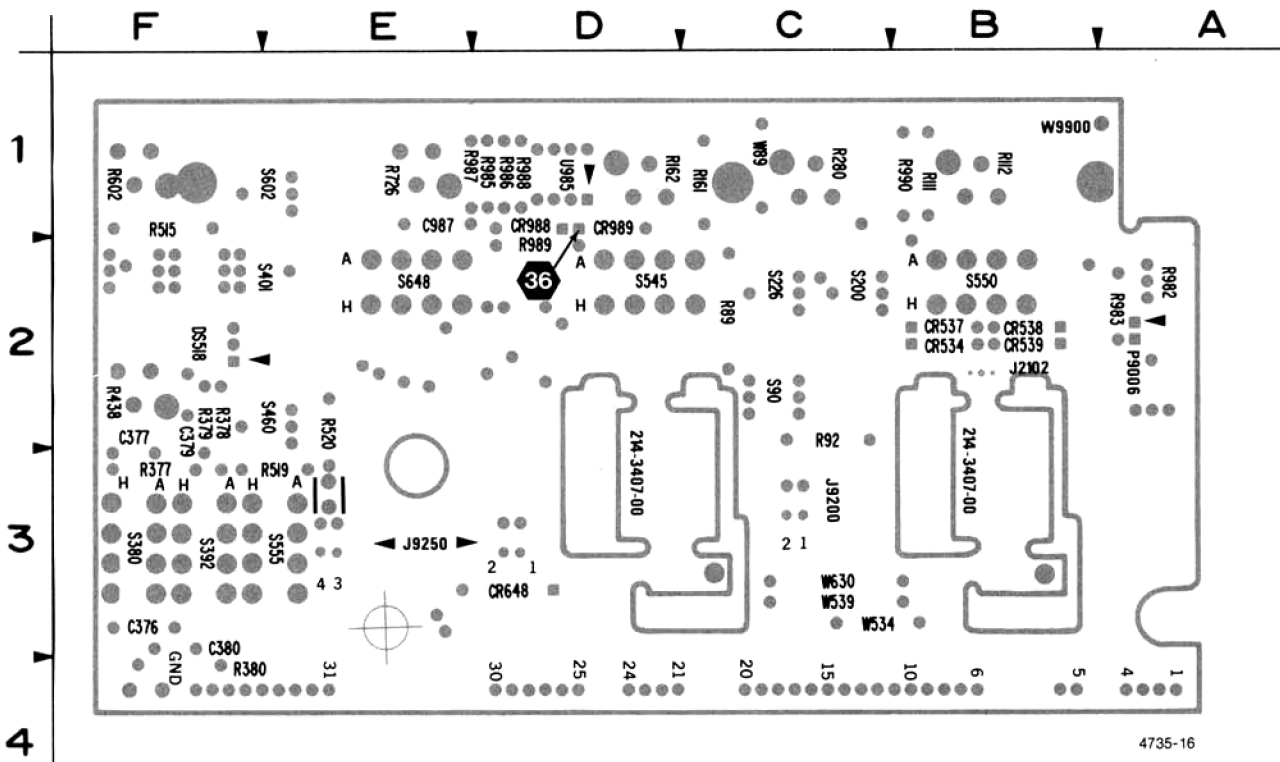 F E D C B A
1
R602
S602
R726
R987
R985
R986
R988
U985
R162
R161
W89
R280
R990
R111
R112
W9900
R515
C987
CR988
CR989
R989
S401
A
S648
H
36
A
S545
H
R89
S226
S200
A
S550
H
R983
R982
2
DS518
CR537
CR538
CR534
CR539
J2102
P9006
R438
C377
C379
R379
R378
S460
R520
S90
R92
R377
R519
H A H A H A
214-3407-00
214-3407-00
J9200
3
S380
S392
S555
J9250
2 1
2 1
4 3
CR648
W630
W539
W534
C376
C380
GND
R380
31
30
25
24
21
20
15
10
6
5
4
1
4
4735-16